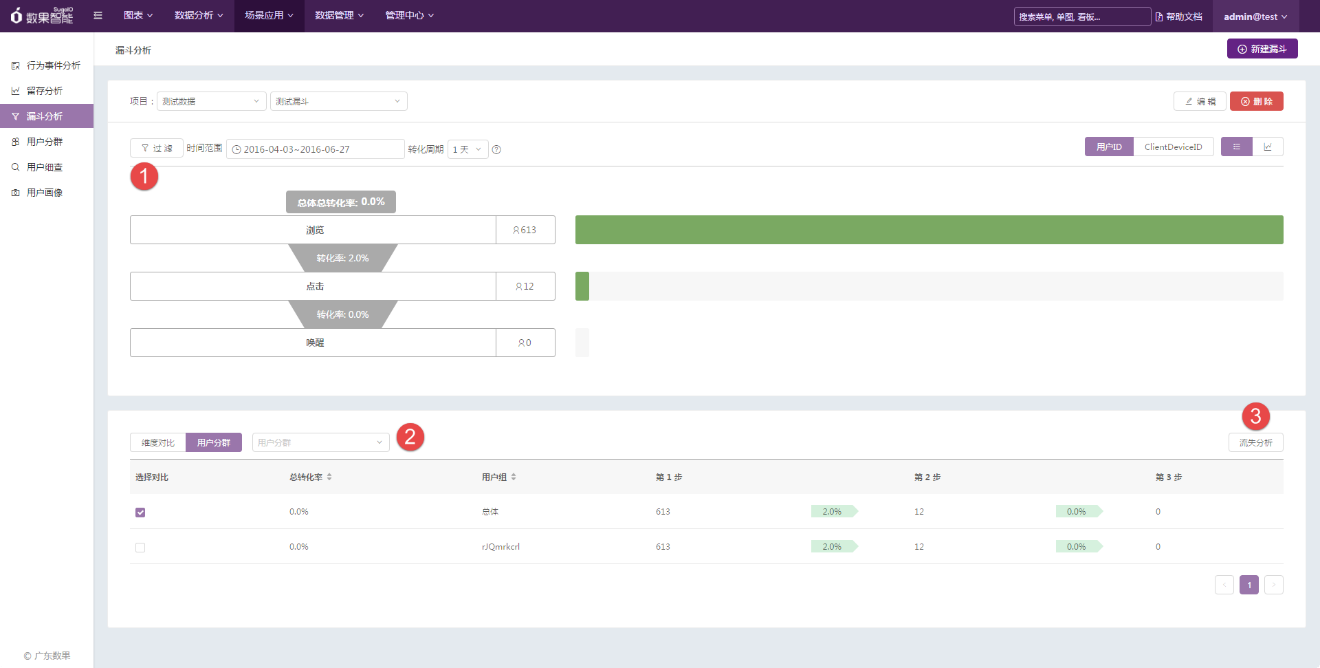 SugoIO
数果智能
图表
数据分析
场景应用
数据管理
管理中心
搜索菜单, 单图, 看板...
帮助文档
admin@test
行为事件分析
留存分析
漏斗分析
用户分群
用户细查
用户画像
© 广东数果
漏斗分析
新建漏斗
项目：
测试数据
测试漏斗
编 辑
删 除
过 滤
时间范围
2016-04-03~2016-06-27
转化周期
1 天
用户ID
ClientDeviceID
1
总体总转化率: 0.0%
浏览
613
转化率: 2.0%
点击
12
转化率: 0.0%
唤醒
0
维度对比
用户分群
用户分群
2
3
流失分析
选择对比 总转化率 用户组 第 1 步 第 2 步 第 3 步
0.0% 总体 613 2.0% 12 0.0% 0
0.0% rJQmrkcrl 613 2.0% 12 0.0% 0
< 1 >